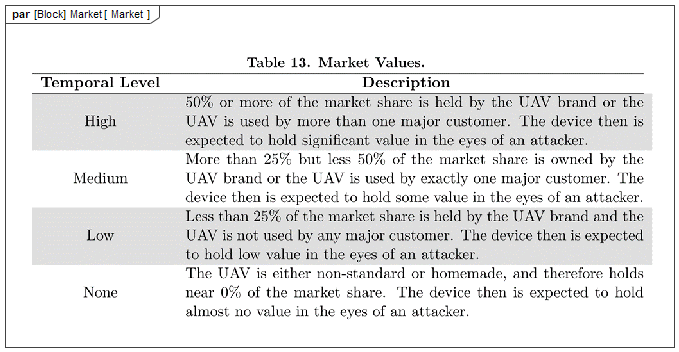 par [Block] Market [ Market ]
Table 13. Market Values.
Temporal Level Description
High
50% or more of the market share is held by the UAV brand or the
UAV is used by more than one major customer. The device then is
expected to hold significant value in the eyes of an attacker.
Medium
More than 25% but less 50% of the market share is owned by the
UAV brand or the UAV is used by exactly one major customer. The
device then is expected to hold some value in the eyes of an attacker.
Low
Less than 25% of the market share is held by the UAV brand and the
UAV is not used by any major customer. The device then is expected
to hold low value in the eyes of an attacker.
None
The UAV is either non-standard or homemade, and therefore holds
near 0% of the market share. The device then is expected to hold
almost no value in the eyes of an attacker.